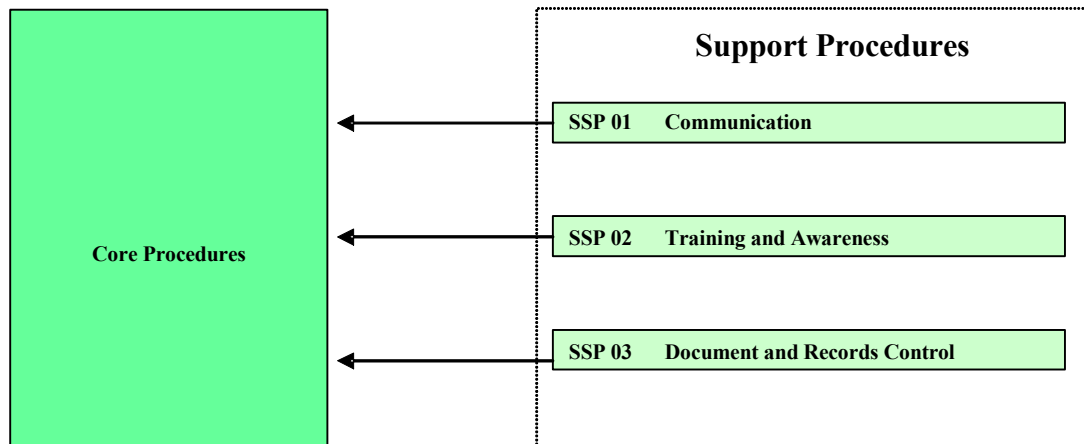 Support Procedures
SSP 01 Communication
SSP 02 Training and Awareness
Core Procedures
SSP 03 Document and Records Control